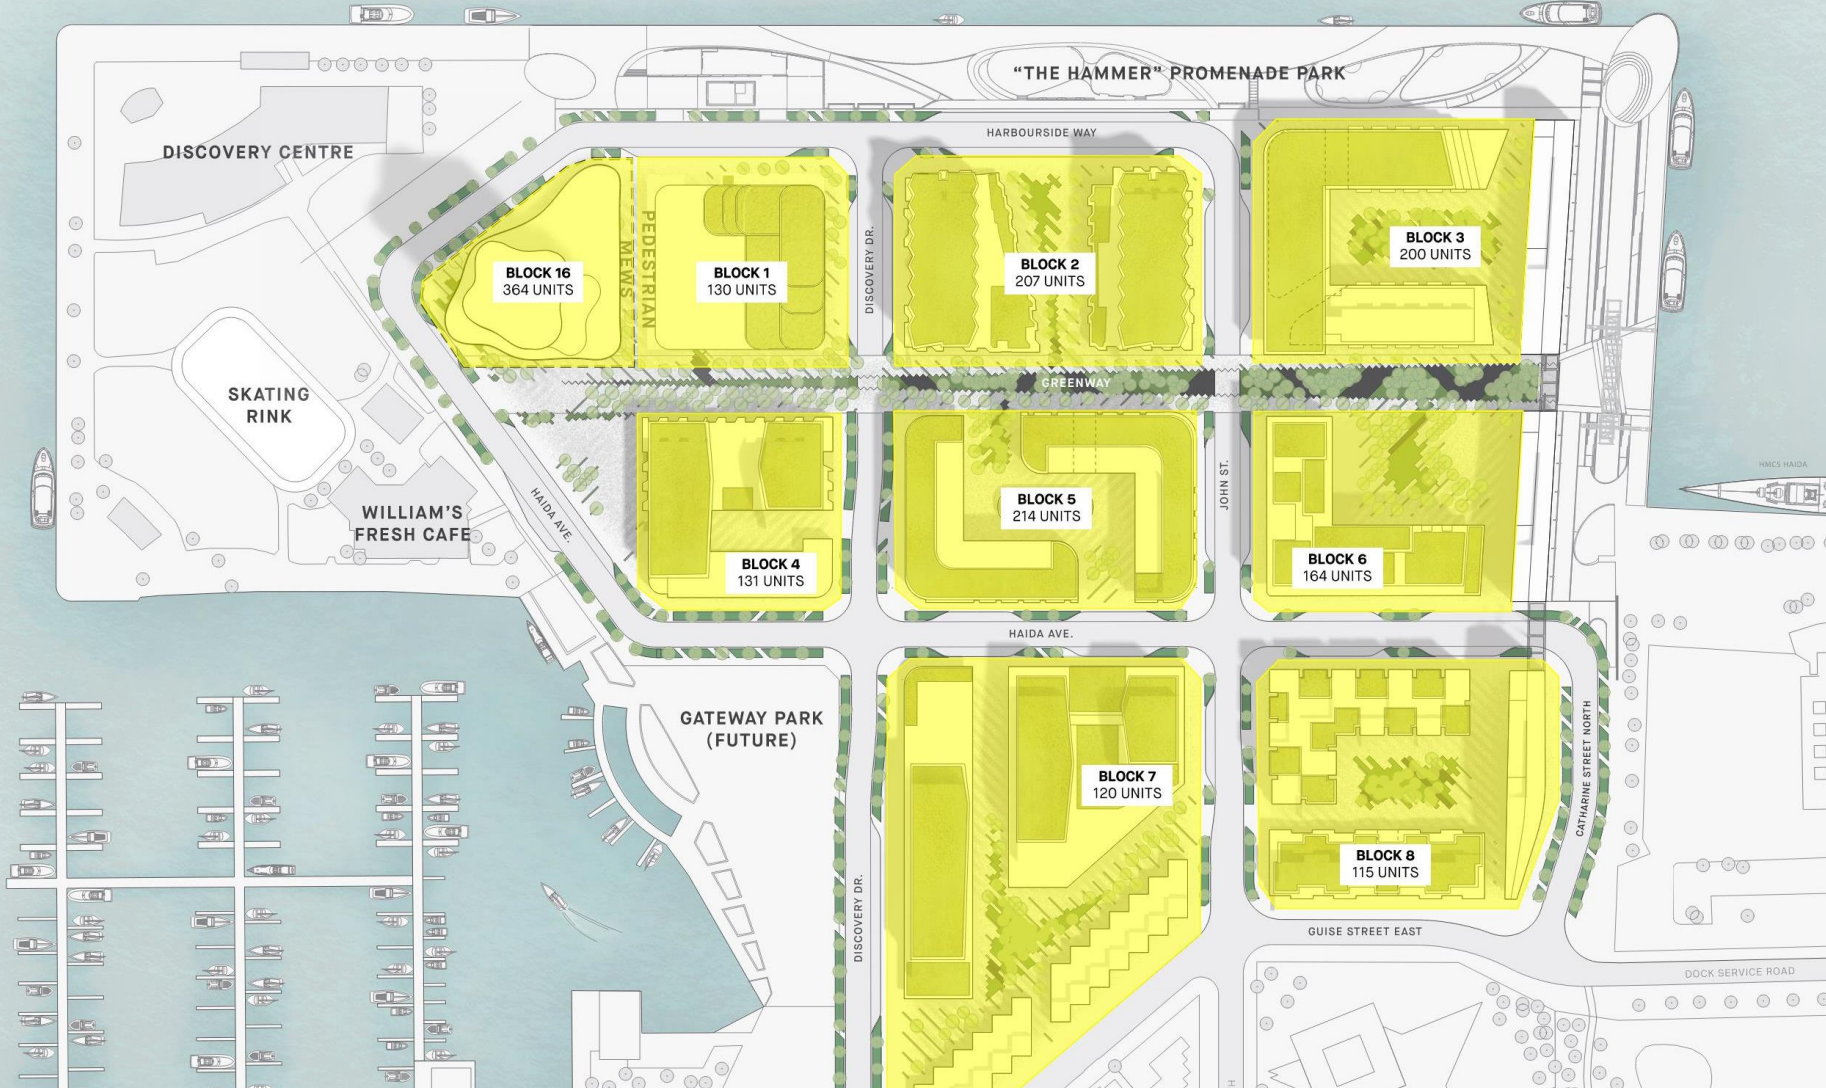 “THE HAMMER” PROMENADE PARK
HARBOURSIDE WAY
DISCOVERY CENTRE
PEDESTRIAN
MEWS
DISCOVERY DR.
BLOCK 16
364 UNITS
BLOCK 1
130 UNITS
BLOCK 2
207 UNITS
BLOCK 3
200 UNITS
GREENWAY
SKATING
RINK
WILLIAM’S
FRESH CAFE
HAIDA AVE.
BLOCK 4
131 UNITS
BLOCK 5
214 UNITS
JOHN ST.
BLOCK 6
164 UNITS
HMCS HAIDA
HAIDA AVE.
GATEWAY PARK
(FUTURE)
BLOCK 7
120 UNITS
BLOCK 8
115 UNITS
CATHARINE STREET NORTH
DISCOVERY DR.
GUISE STREET EAST
DOCK SERVICE ROAD
H